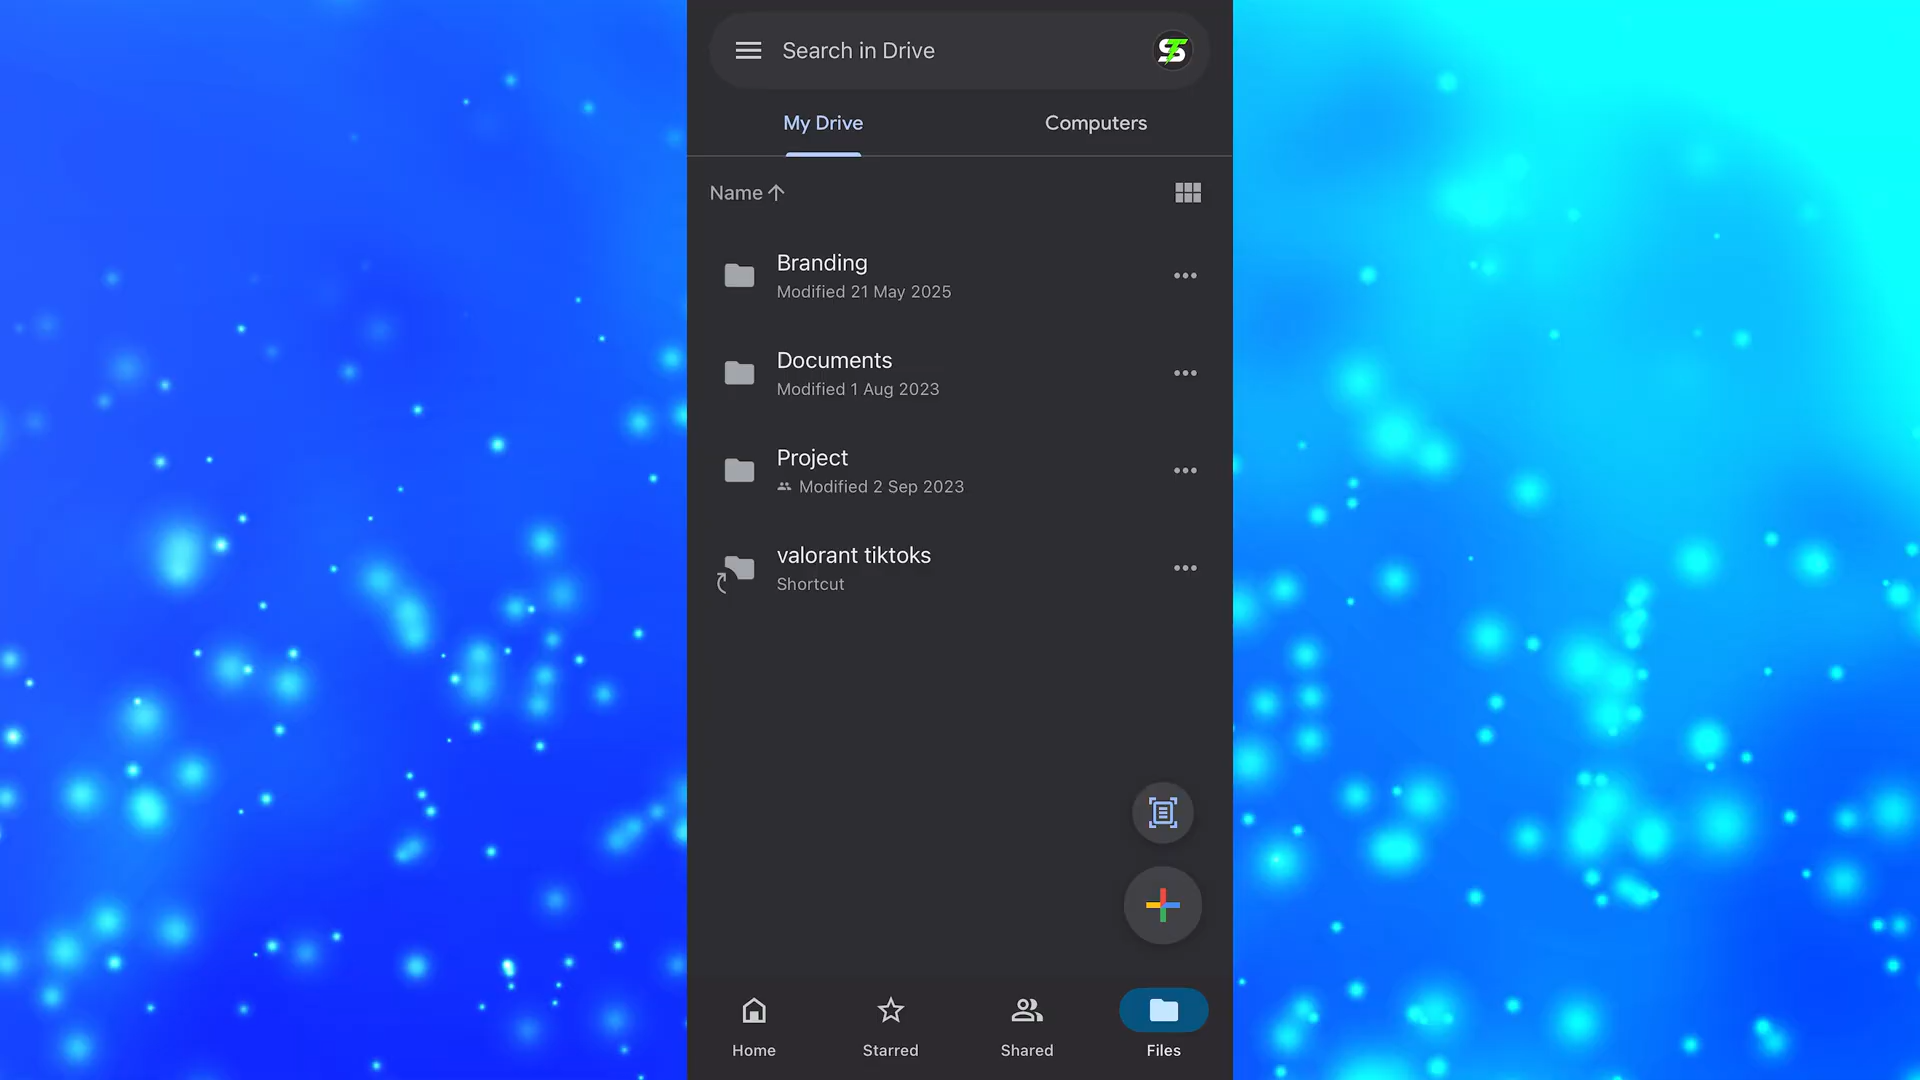 Search in Drive
My Drive
Computers
Name
Branding
Modified 21 May 2025
Documents
Modified 1 Aug 2023
Project
Modified 2 Sep 2023
valorant tiktoks
Shortcut
Home
Starred
Shared
Files